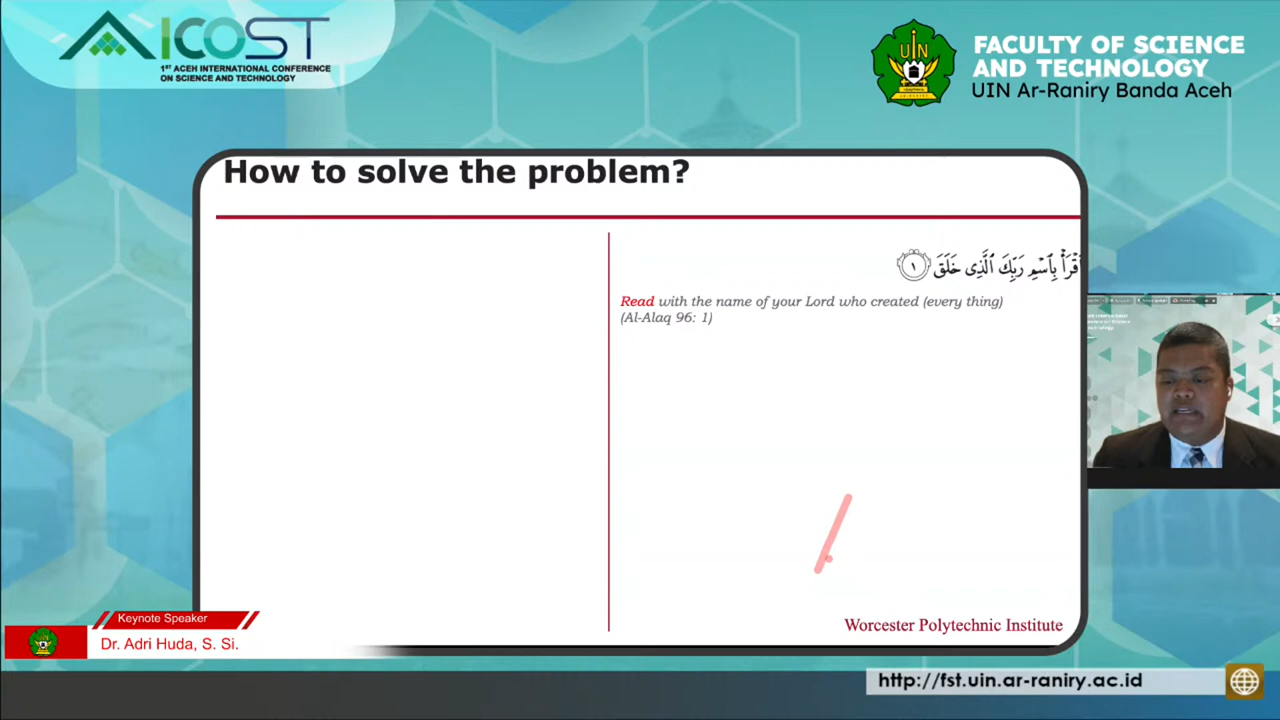 ICOST
1ST ACEH INTERNATIONAL CONFERENCE
ON SCIENCE AND TECHNOLOGY
UIN
FACULTY OF SCIENCE
AND TECHNOLOGY
UIN Ar-Raniry Banda Aceh
How to solve the problem?
ٱقْرَأْ بِٱسْمِ رَبِّكَ ٱلَّذِى خَلَقَ ١
Read with the name of your Lord who created (every thing)
(Al-Alaq 96: 1)
Worcester Polytechnic Institute
Keynote Speaker
Dr. Adri Huda, S. Si.
http://fst.uin.ar-raniry.ac.id